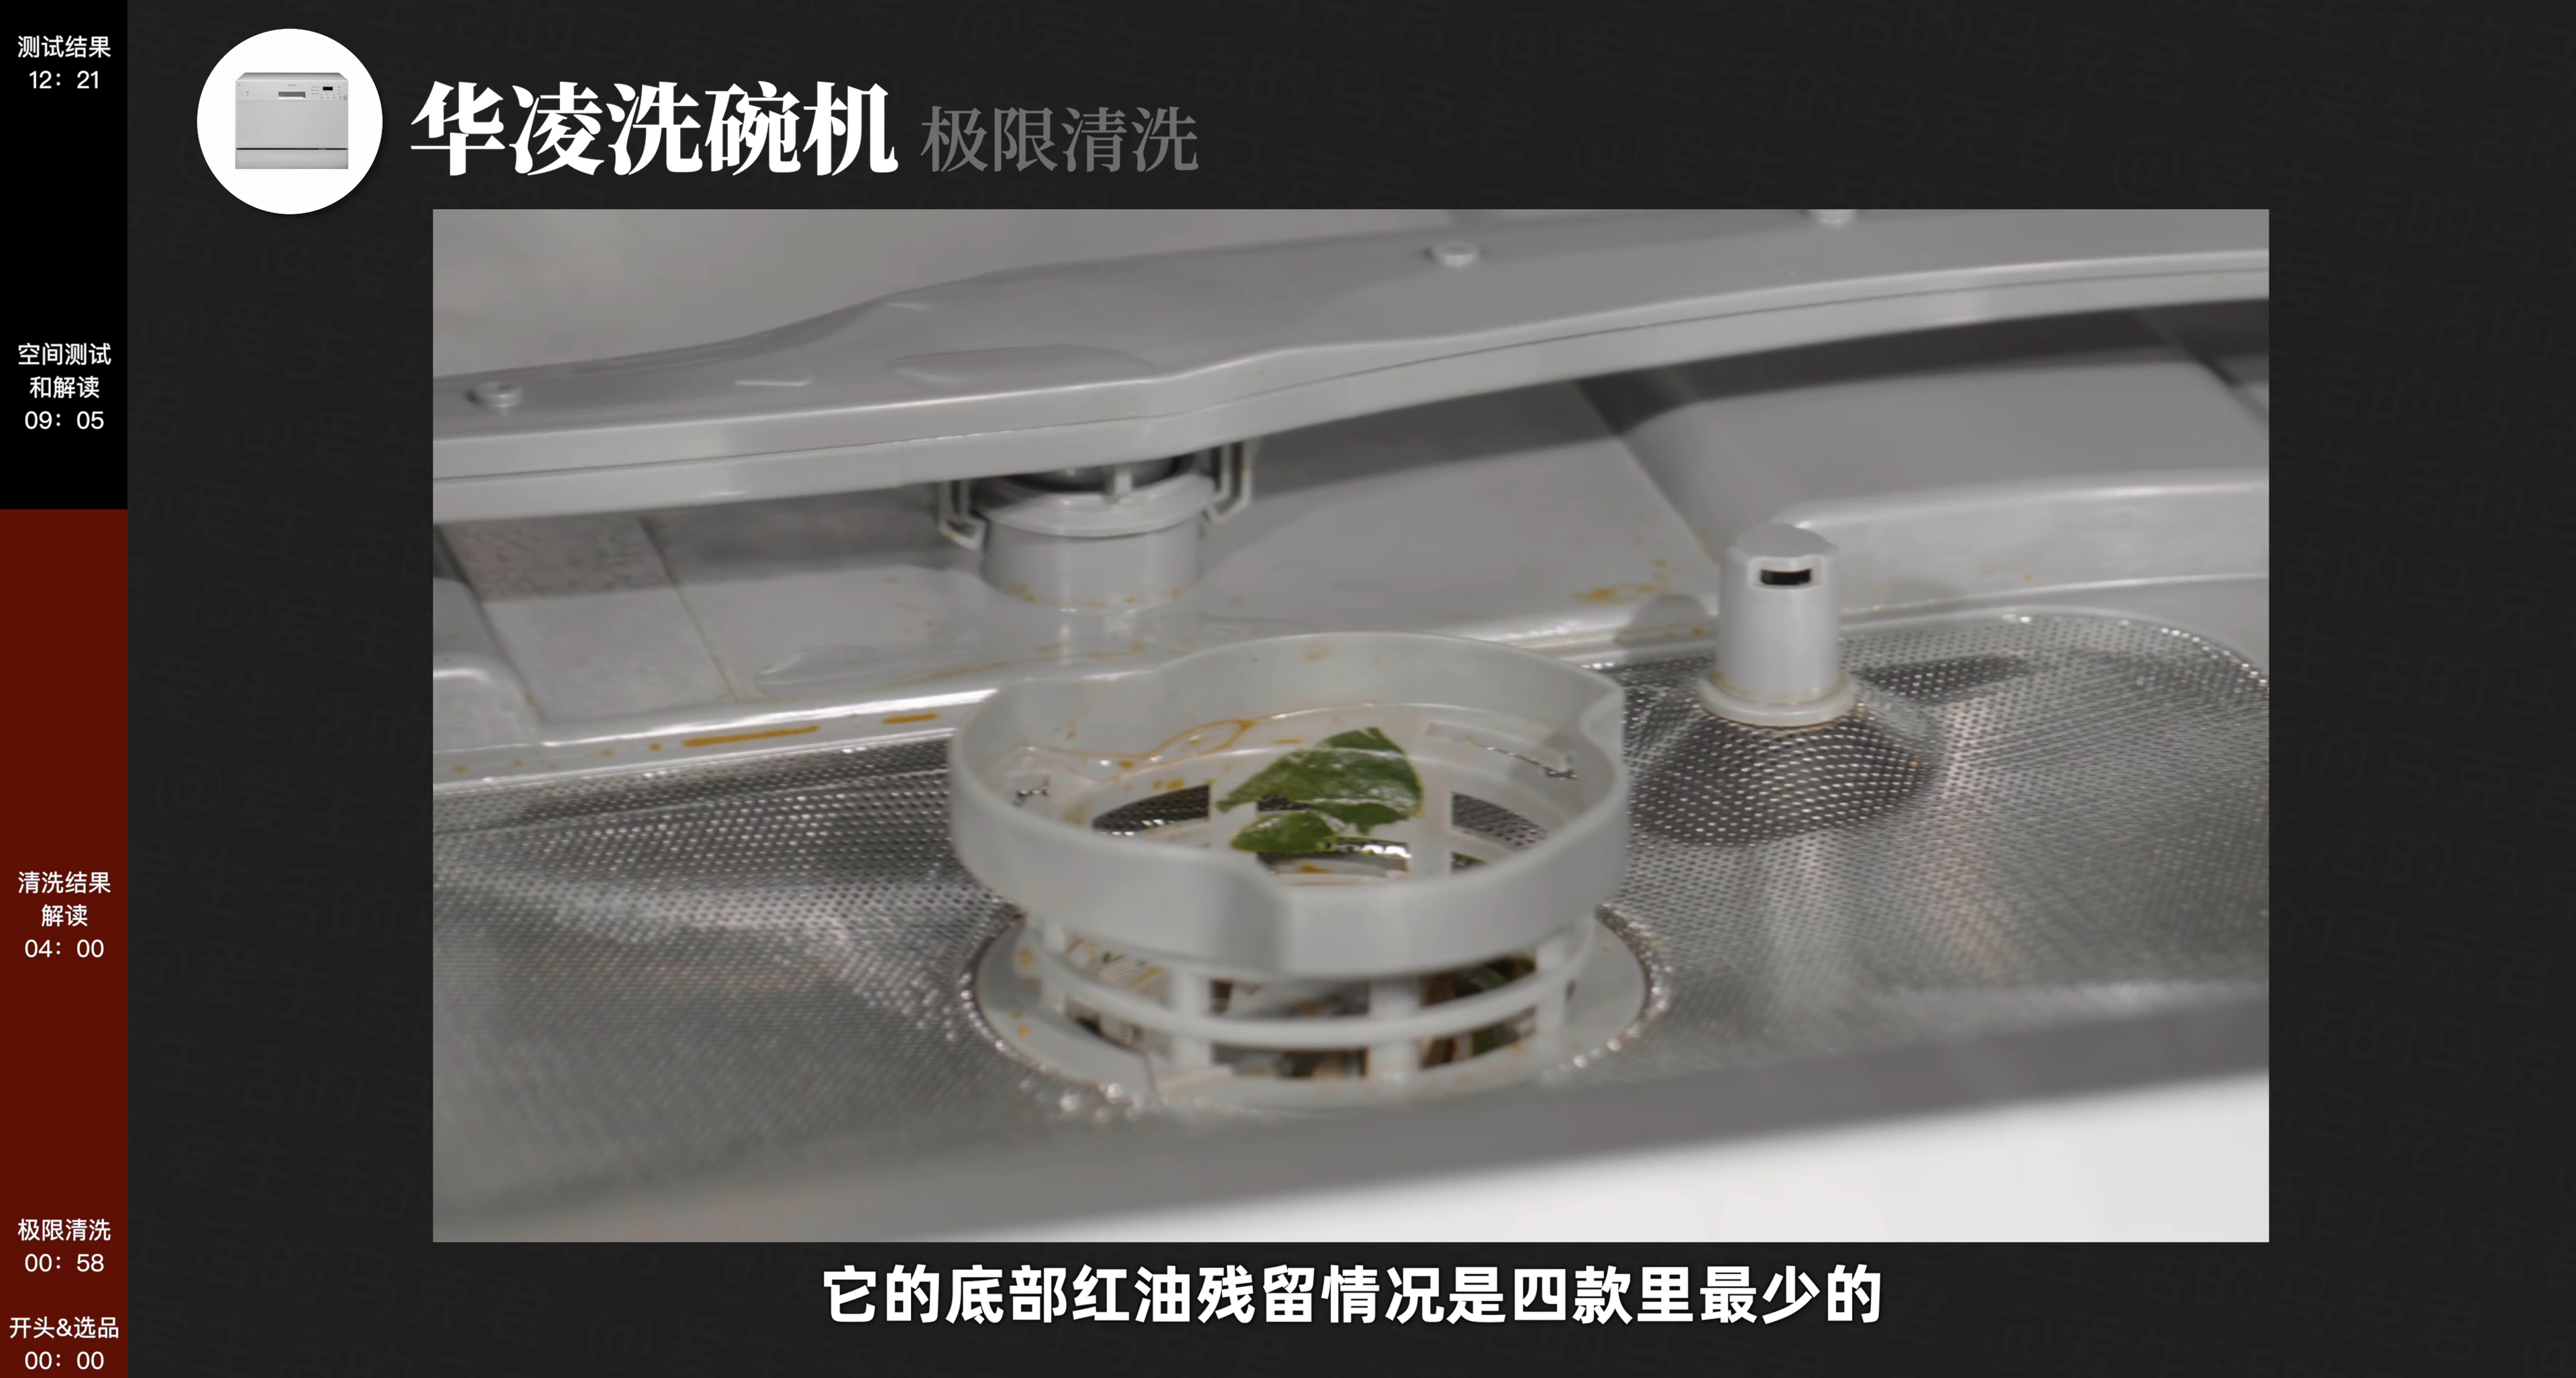 测试结果
12：21
空间测试
和解读
09：05
清洗结果
解读
04：00
极限清洗
00：58
开头&选品
00：00
华凌洗碗机 极限清洗
它的底部红油残留情况是四款里最少的